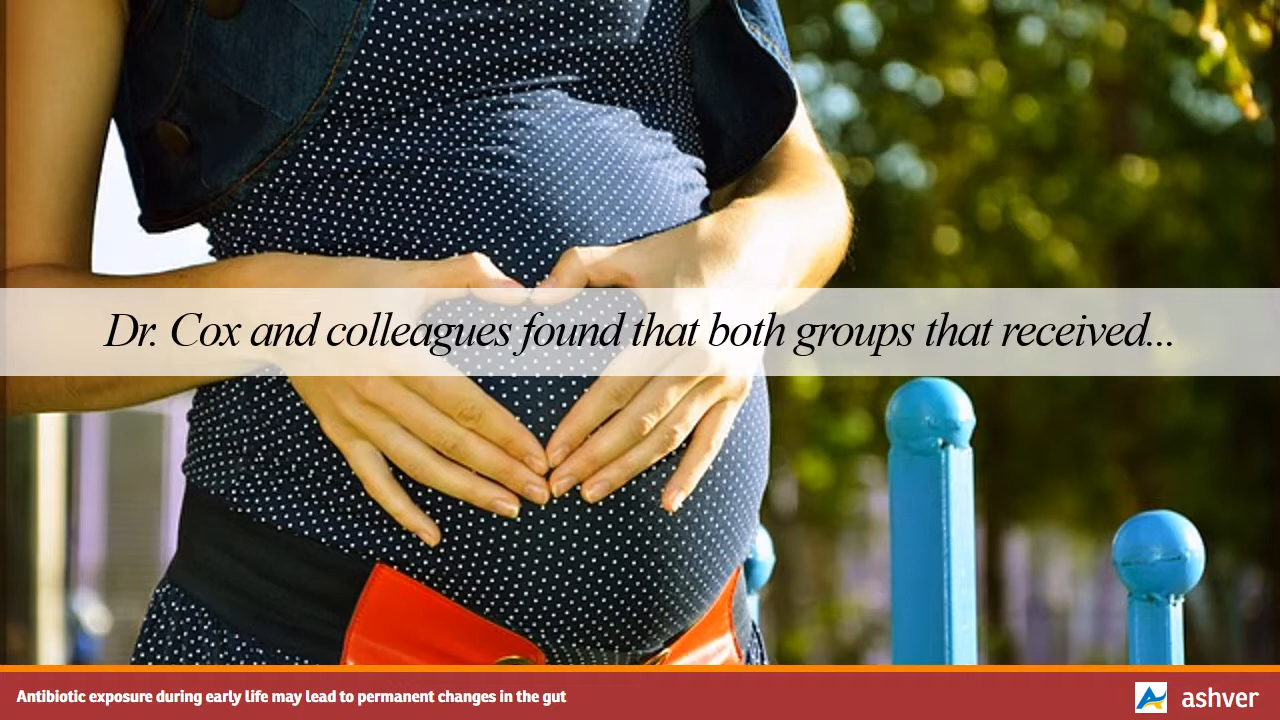 Dr. Cox and colleagues found that both groups that received...
Antibiotic exposure during early life may lead to permanent changes in the gut
ashver